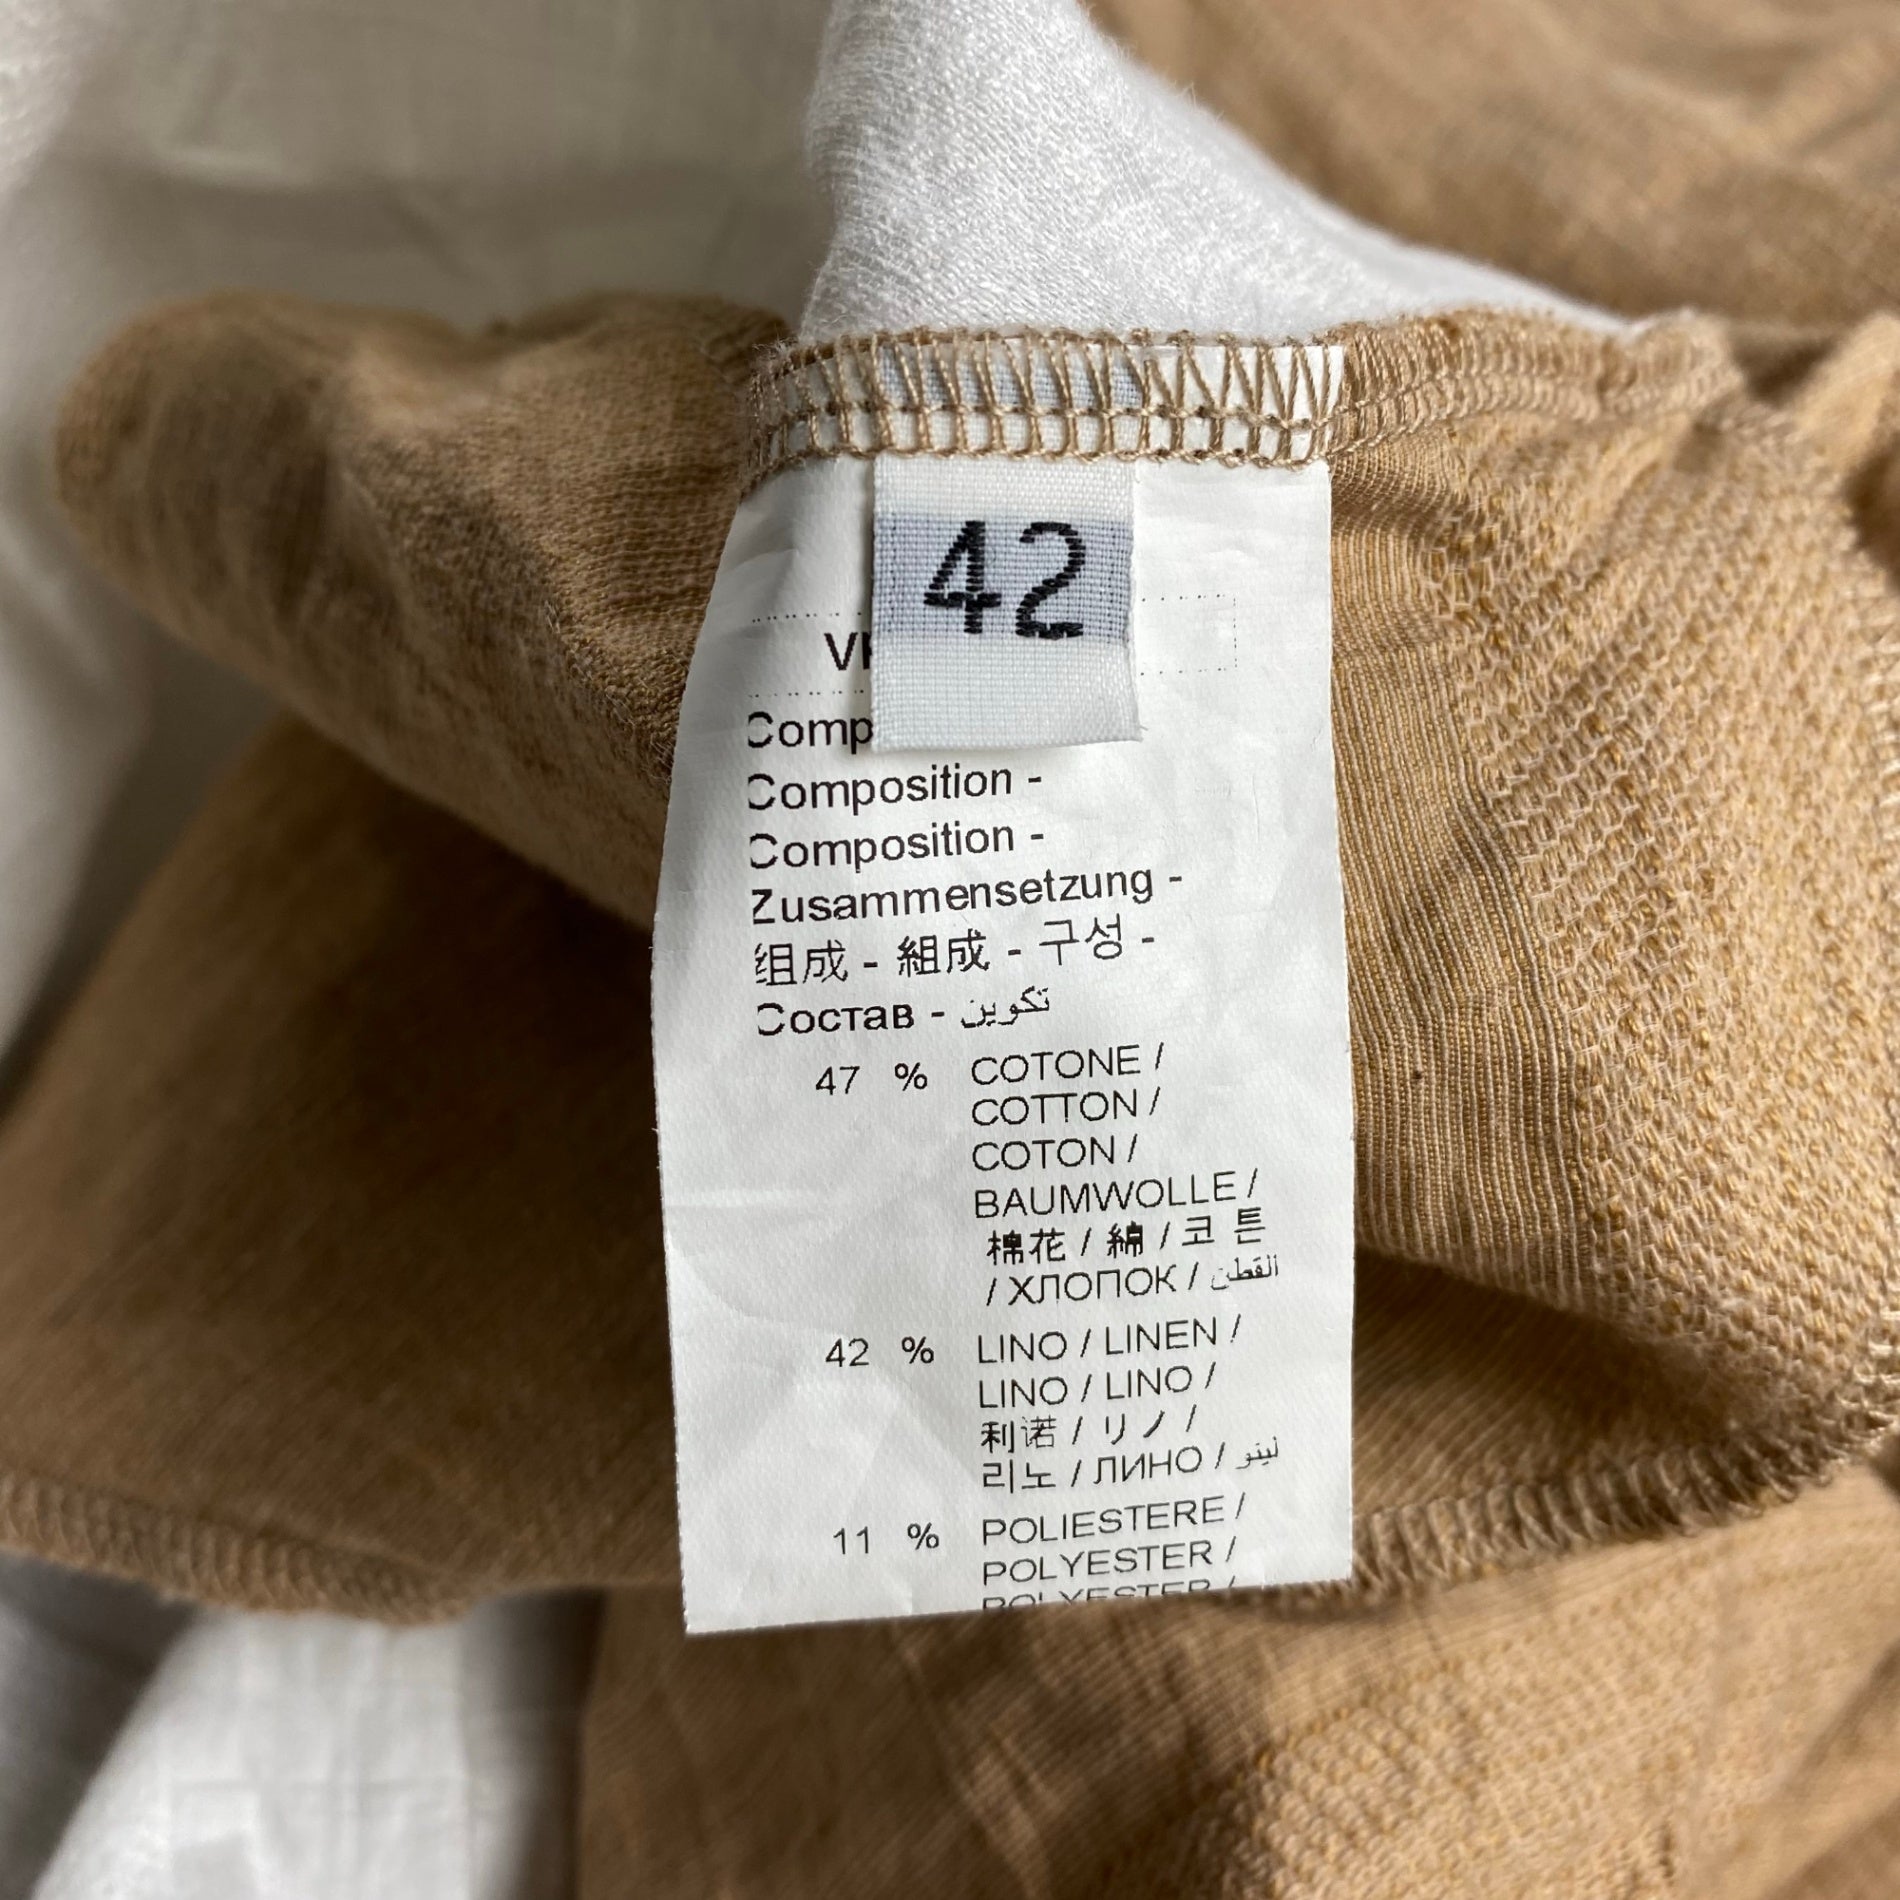 42
Composition -
Composition -
Zusammensetzung -
组成 - 組成 - 구성 -
Состав - تكوين
47 % COTONE /
COTTON /
COTON /
BAUMWOLLE /
棉花 / 綿 / 코 튼
/ ХЛОПОК / القطن
42 % LINO / LINEN /
LINO / LINO /
利诺 / リノ /
리노 / ЛИНО / لينو
11 % POLIESTERE /
POLYESTER /
POLYESTER /